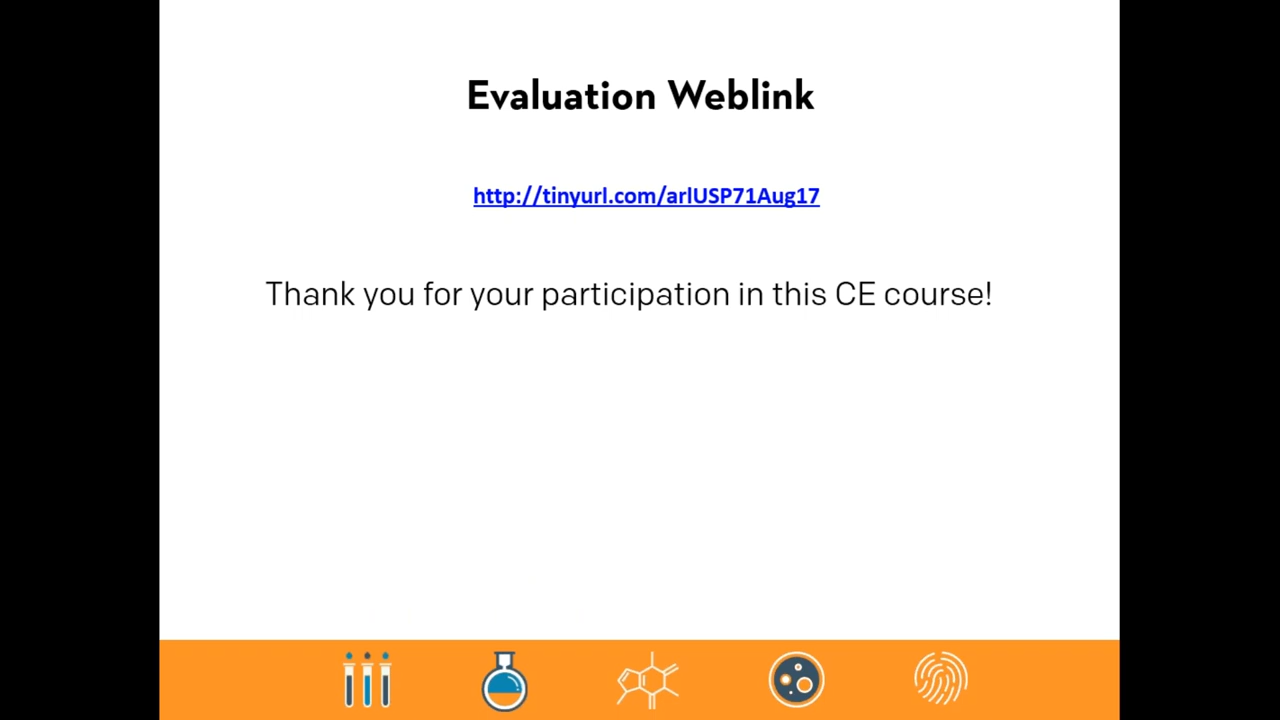 Evaluation Weblink
http://tinyurl.com/arlUSP71Aug17
Thank you for your participation in this CE course!